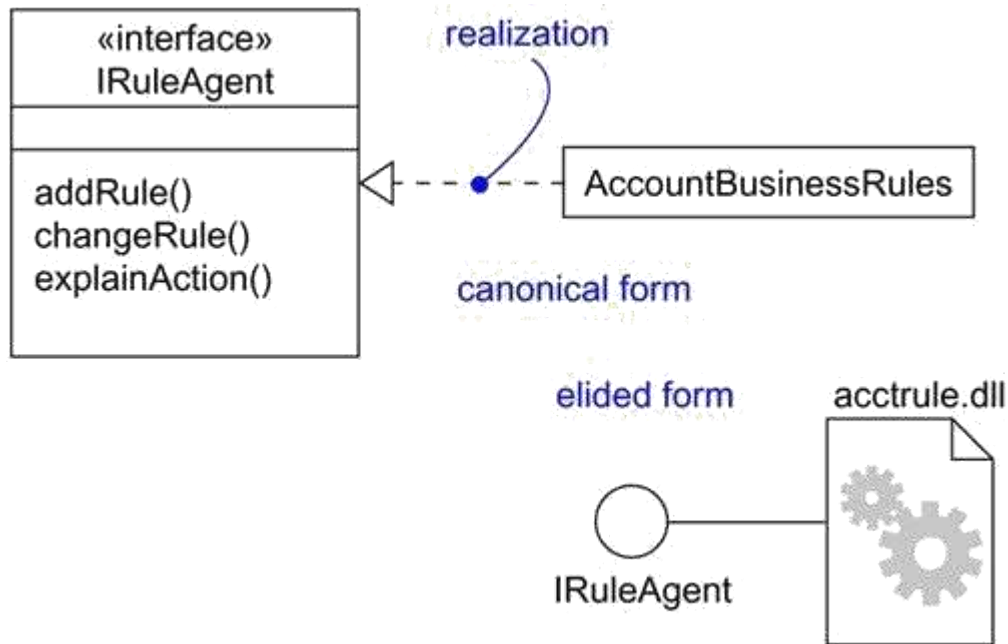 «interface»
IRuleAgent
addRule()
changeRule()
explainAction()
realization
AccountBusinessRules
canonical form
elided form
acctrule.dll
IRuleAgent